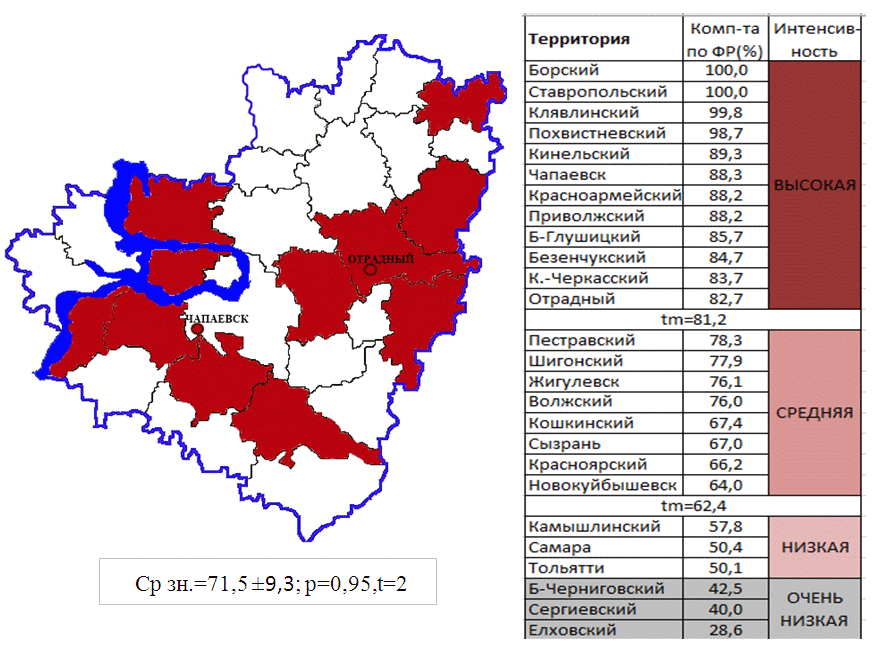 ОТРАДНЫЙ
ЧАПАЕВСК
Ср зн.=71,5 ±9,3; p=0,95,t=2
Территория Комп-та по ФР(%) Интенсив-ность
Борский 100,0
Ставропольский 100,0
Клявлинский 99,8
Похвистневский 98,7
Кинельский 89,3
Чапаевск 88,3
ВЫСОКАЯ
Красноармейский 88,2
Приволжский 88,2
Б-Глушицкий 85,7
Безенчукский 84,7
К.-Черкасский 83,7
Отрадный 82,7
tm=81,2
Пестравский 78,3
Шигонский 77,9
Жигулевск 76,1
Волжский 76,0
СРЕДНЯЯ
Кошкинский 67,4
Сызрань 67,0
Красноярский 66,2
Новокуйбышевск 64,0
tm=62,4
Камышлинский 57,8
Самара 50,4 НИЗКАЯ
Тольятти 50,1
Б-Черниговский 42,5
Сергиевский 40,0 ОЧЕНЬ НИЗКАЯ
Елховский 28,6